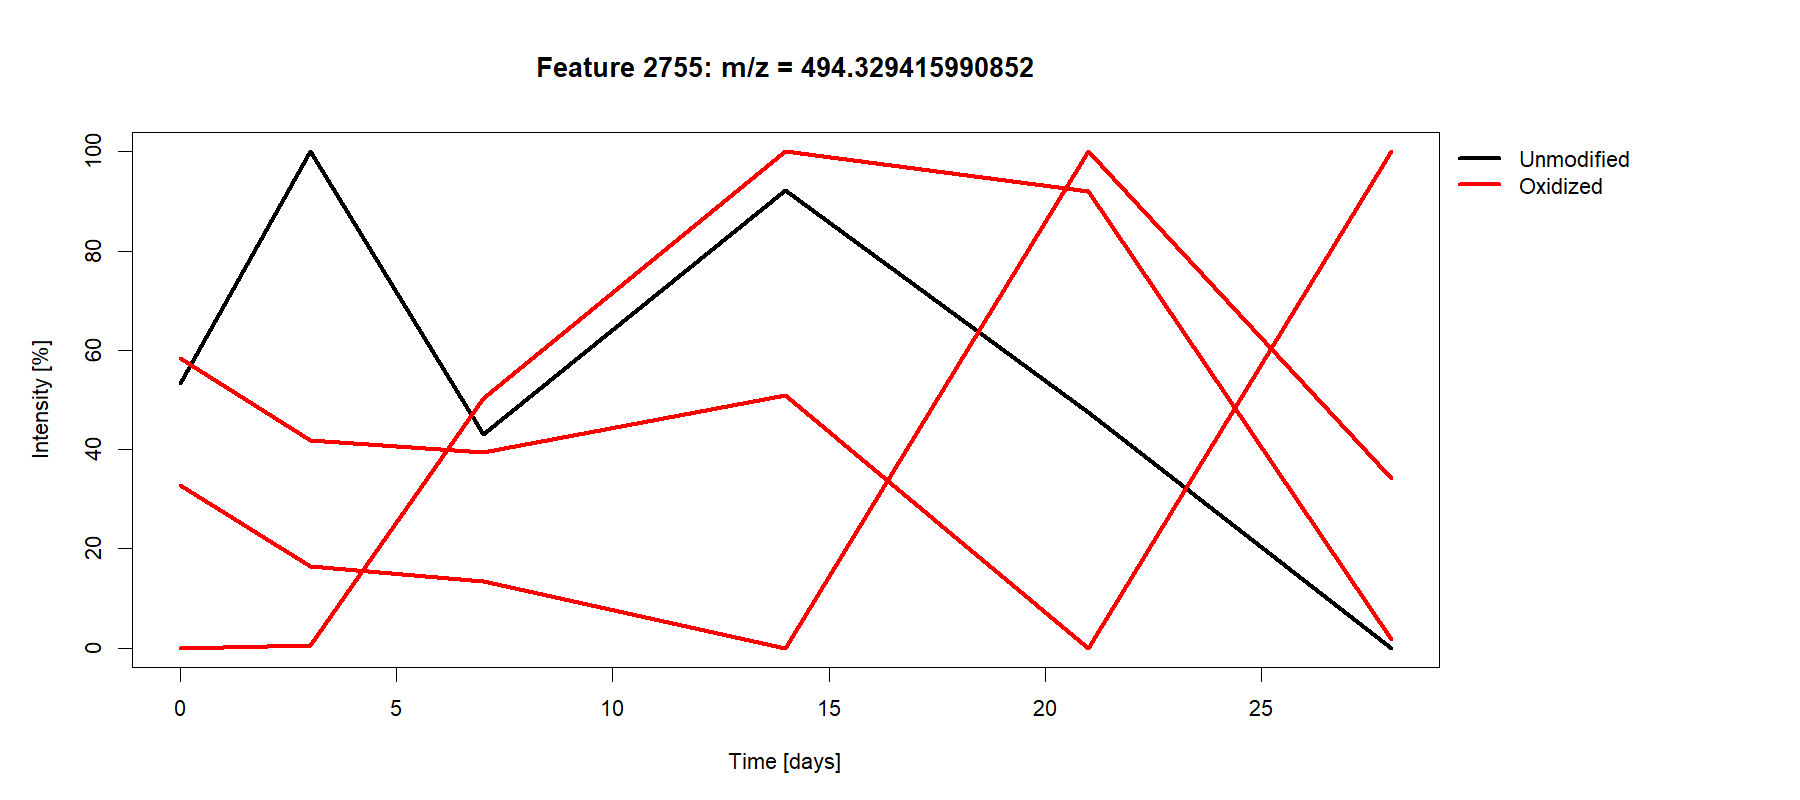 Feature 2755: m/z = 494.329415990852
Unmodified
Oxidized
Intensity [%]
100
80
60
40
20
0
0 5 10 15 20 25
Time [days]